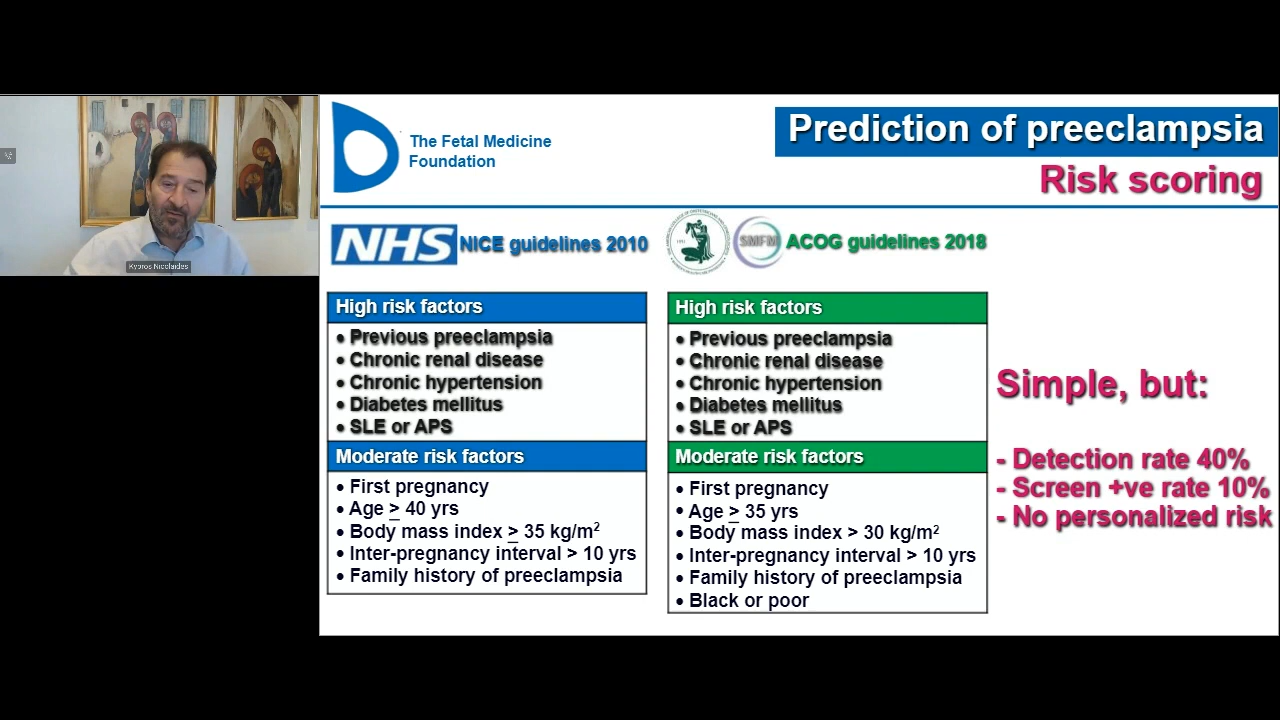 The Fetal Medicine
Foundation
Prediction of preeclampsia
Risk scoring
Kypros Nicolaides
NHS NICE guidelines 2010
SMFM ACOG guidelines 2018
High risk factors
• Previous preeclampsia
• Chronic renal disease
• Chronic hypertension
• Diabetes mellitus
• SLE or APS
Moderate risk factors
• First pregnancy
• Age ≥ 40 yrs
• Body mass index ≥ 35 kg/m²
• Inter-pregnancy interval > 10 yrs
• Family history of preeclampsia
High risk factors
• Previous preeclampsia
• Chronic renal disease
• Chronic hypertension
• Diabetes mellitus
• SLE or APS
Moderate risk factors
• First pregnancy
• Age ≥ 35 yrs
• Body mass index > 30 kg/m²
• Inter-pregnancy interval > 10 yrs
• Family history of preeclampsia
• Black or poor
Simple, but:
- Detection rate 40%
- Screen +ve rate 10%
- No personalized risk